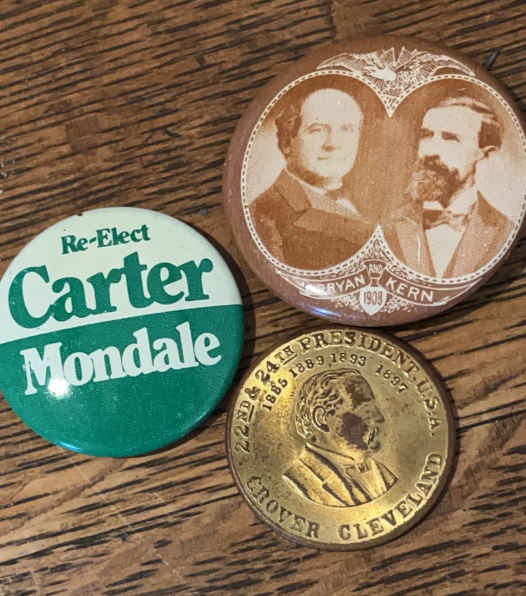 Re-Elect
Carter
Mondale
BRYAN AND KERN
1908
22ND & 24TH PRESIDENT, U.S.A.
1885 1889 1893 1897
GROVER CLEVELAND